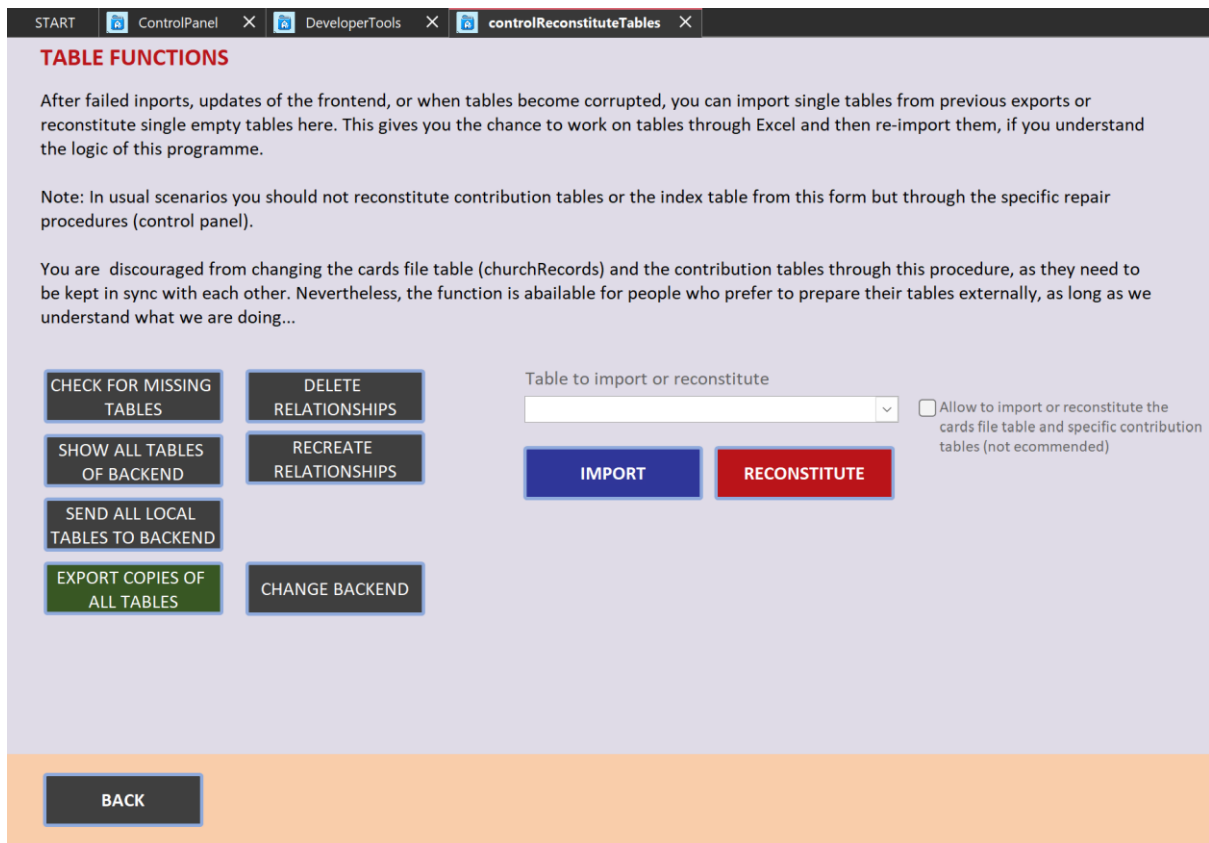 START ControlPanel DeveloperTools controlReconstituteTables
TABLE FUNCTIONS
After failed inports, updates of the frontend, or when tables become corrupted, you can import single tables from previous exports or
reconstitute single empty tables here. This gives you the chance to work on tables through Excel and then re-import them, if you understand
the logic of this programme.
Note: In usual scenarios you should not reconstitute contribution tables or the index table from this form but through the specific repair
procedures (control panel).
You are discouraged from changing the cards file table (churchRecords) and the contribution tables through this procedure, as they need to
be kept in sync with each other. Nevertheless, the function is abailable for people who prefer to prepare their tables externally, as long as we
understand what we are doing...
CHECK FOR MISSING
TABLES
DELETE
RELATIONSHIPS
SHOW ALL TABLES
OF BACKEND
RECREATE
RELATIONSHIPS
SEND ALL LOCAL
TABLES TO BACKEND
EXPORT COPIES OF
ALL TABLES
CHANGE BACKEND
Table to import or reconstitute
Allow to import or reconstitute the
cards file table and specific contribution
tables (not ecommended)
IMPORT
RECONSTITUTE
BACK